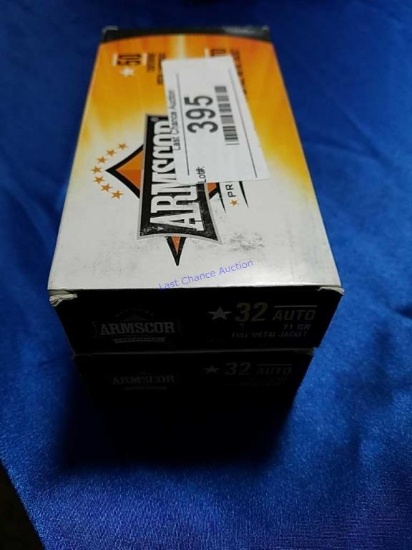 50
Last Chance Auction
395
Lot#:
ARMSCOR
PR
Last Chance Auction
ARMSCOR
32 AUTO
71 GR
FULL METAL JACKET
ARMSCOR
32 AUTO